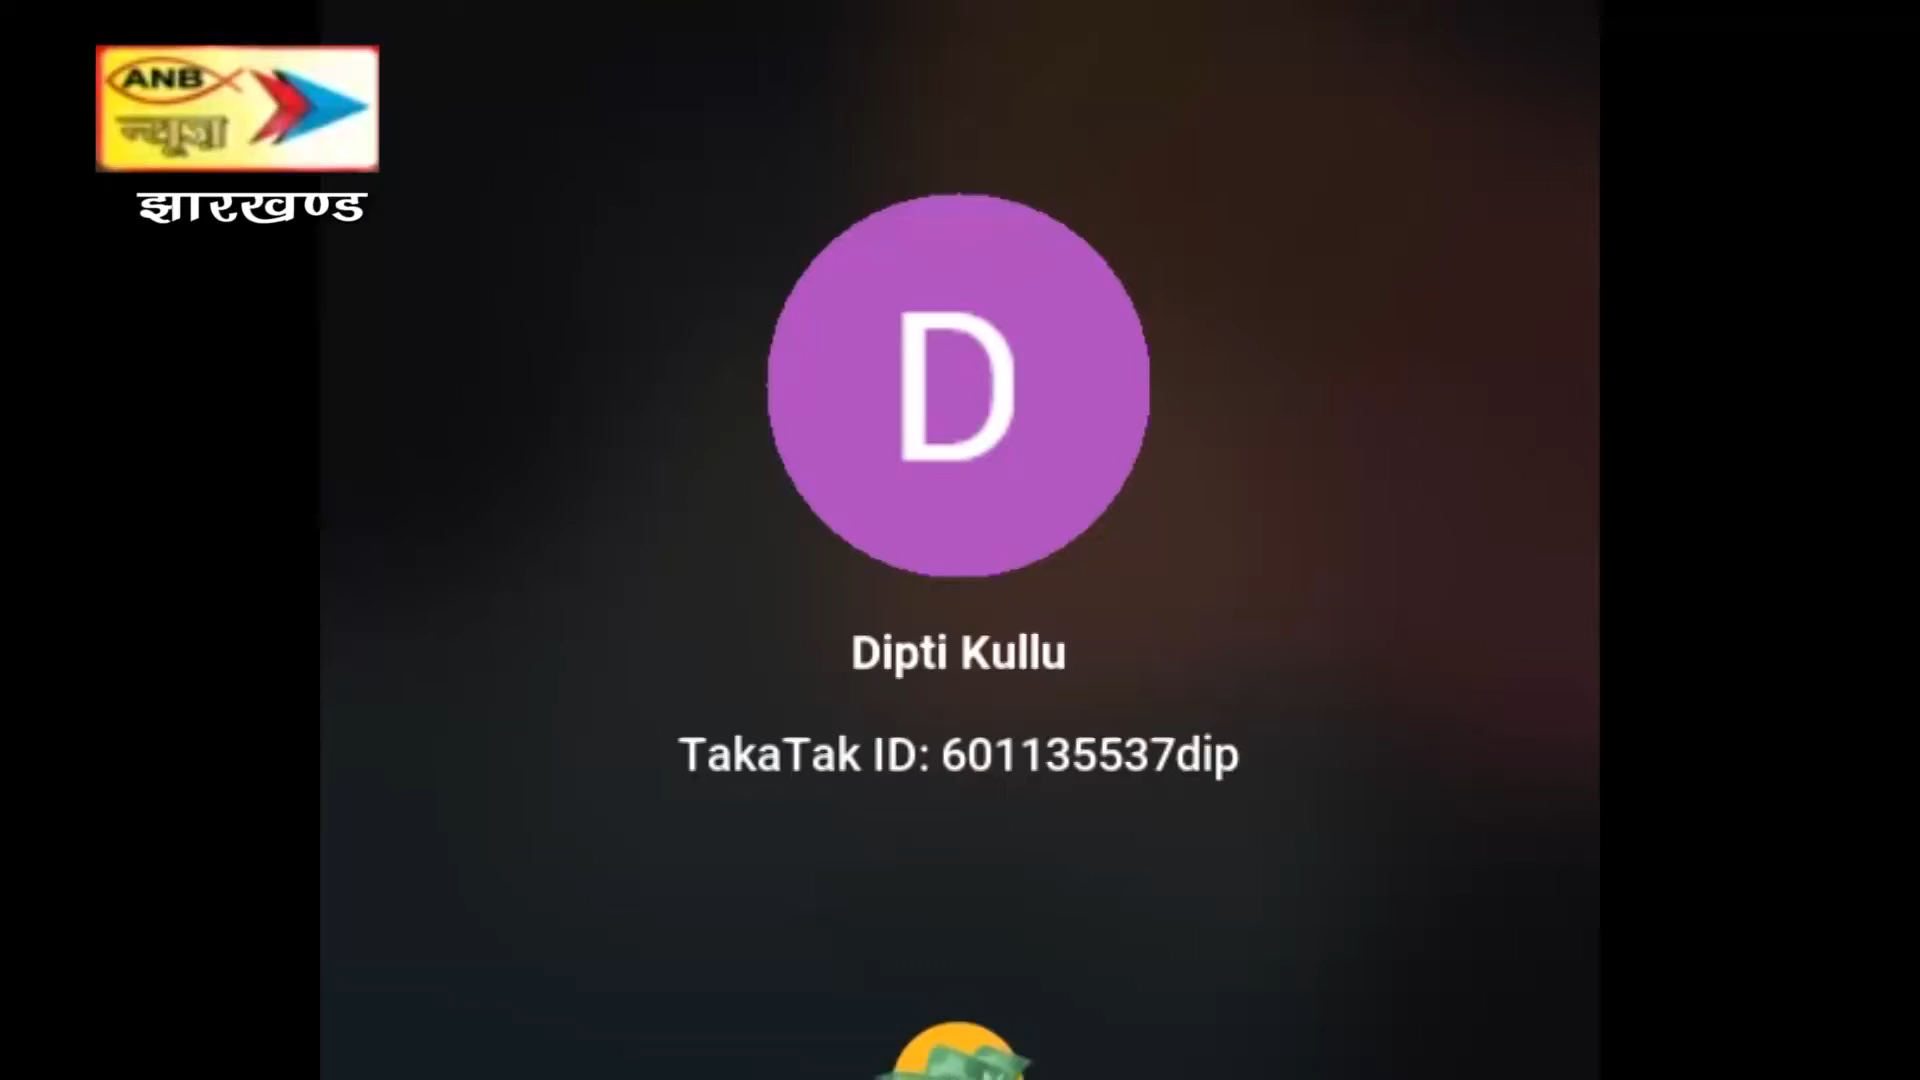 ANB
न्यूज़
झारखण्ड
D
Dipti Kullu
TakaTak ID: 601135537dip